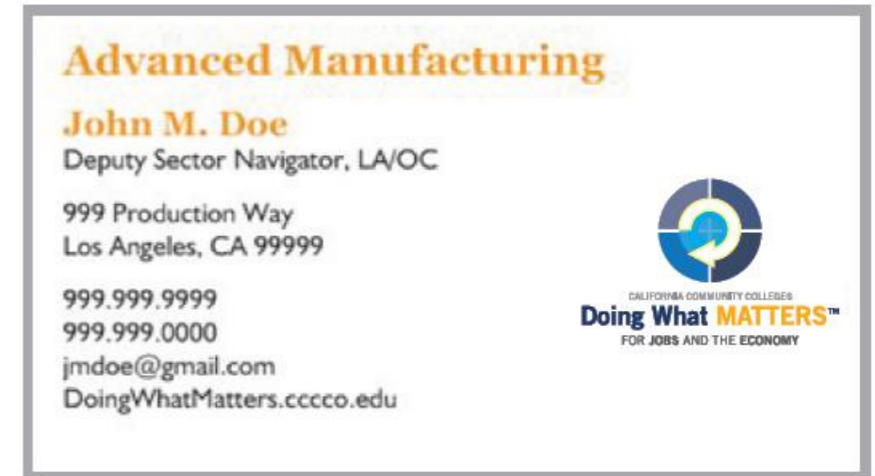 Advanced Manufacturing
John M. Doe
Deputy Sector Navigator, LA/OC
999 Production Way
Los Angeles, CA 99999
999.999.9999
999.999.0000
jmdoe@gmail.com
DoingWhatMatters.cccco.edu
CALIFORNIA COMMUNITY COLLEGES
Doing What MATTERS™
FOR JOBS AND THE ECONOMY